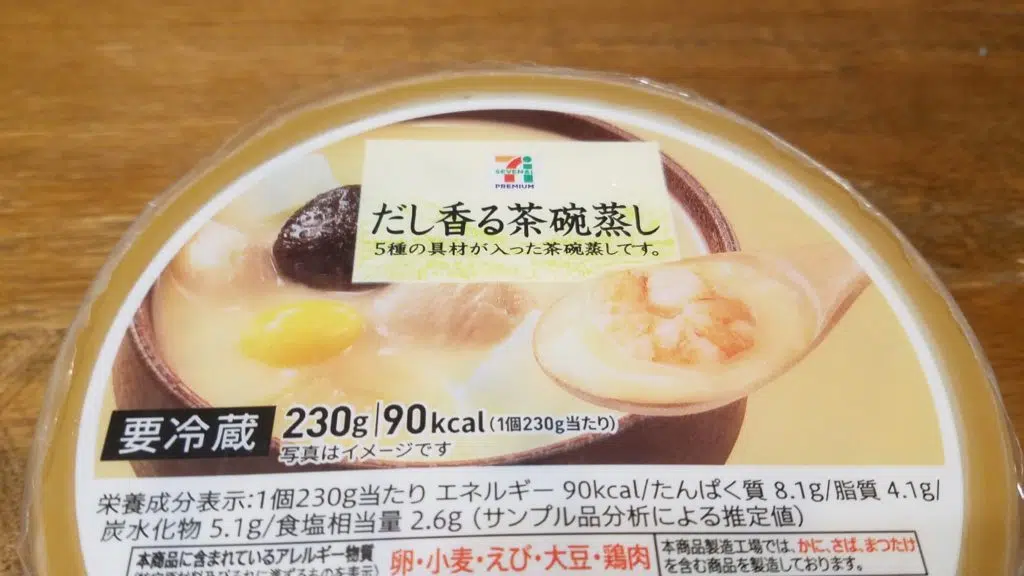 SEVEN&i
PREMIUM
だし香る茶碗蒸し
5種の具材が入った茶碗蒸しです。
要冷蔵 230g 90kcal(1個230g当たり)
写真はイメージです
栄養成分表示:1個230g当たり エネルギー 90kcal/たんぱく質 8.1g/脂質 4.1g/
炭水化物 5.1g/食塩相当量 2.6g(サンプル品分析による推定値)
本商品に含まれているアレルギー物質
卵・小麦・えび・大豆・鶏肉
本商品製造工場では、かに、さば、まつたけ
を含む商品を製造しております。